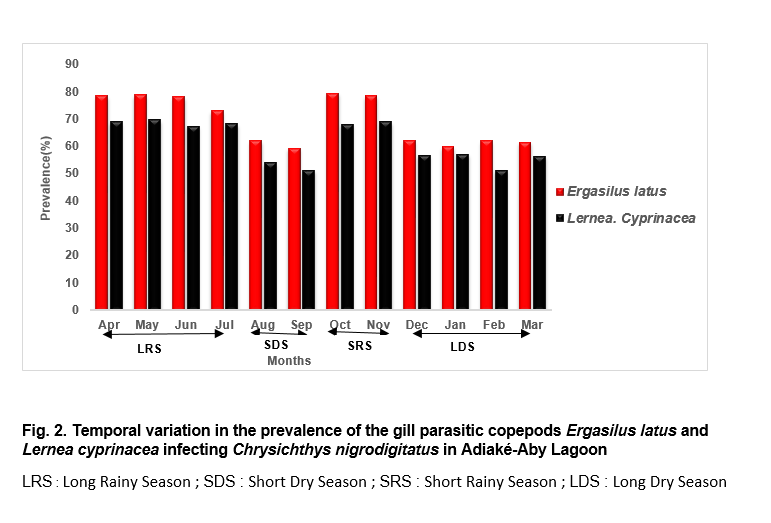 90
80
70
60
50
40
30
20
10
0
Prevalence(%)
Ergasilus latus
Lernea. Cyprinacea
Apr May Jun Jul Aug Sep Oct Nov Dec Jan Feb Mar
LRS SDS SRS LDS
Months
Fig. 2. Temporal variation in the prevalence of the gill parasitic copepods Ergasilus latus and
Lernea cyprinacea infecting Chrysichthys nigrodigitatus in Adiaké-Aby Lagoon
LRS : Long Rainy Season ; SDS : Short Dry Season ; SRS : Short Rainy Season ; LDS : Long Dry Season